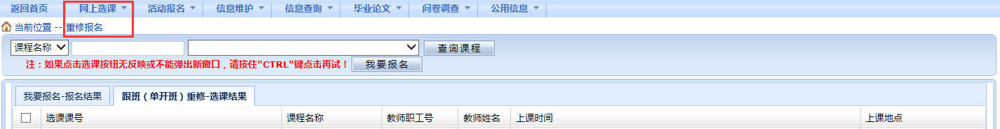 返回首页 网上选课 活动报名 信息维护 信息查询 毕业论文 问卷调查 公用信息
当前位置 -- 重修报名
课程名称 查询课程
注：如果点击选课按钮无反映或不能弹出新窗口，请按住"CTRL"键点击再试！ 我要报名
我要报名-报名结果 跟班（单开班）重修-选课结果
选课课号 课程名称 教师职工号 教师姓名 上课时间 上课地点